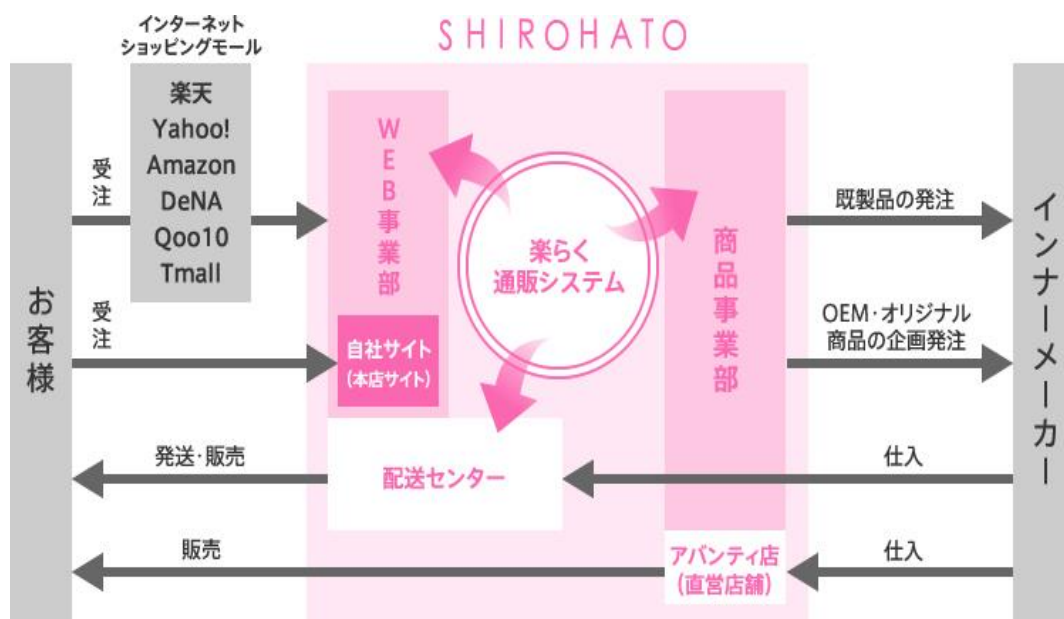 SHIROHATO
インターネット
ショッピングモール
楽天
Yahoo!
Amazon
DeNA
Qoo10
Tmall
お客様
受注
受注
発送・販売
販売
WEB事業部
自社サイト
(本店サイト)
楽らく
通販システム
配送センター
商品事業部
アバンティ店
(直営店舗)
既製品の発注
OEM・オリジナル
商品の企画発注
仕入
仕入
インナーメーカー